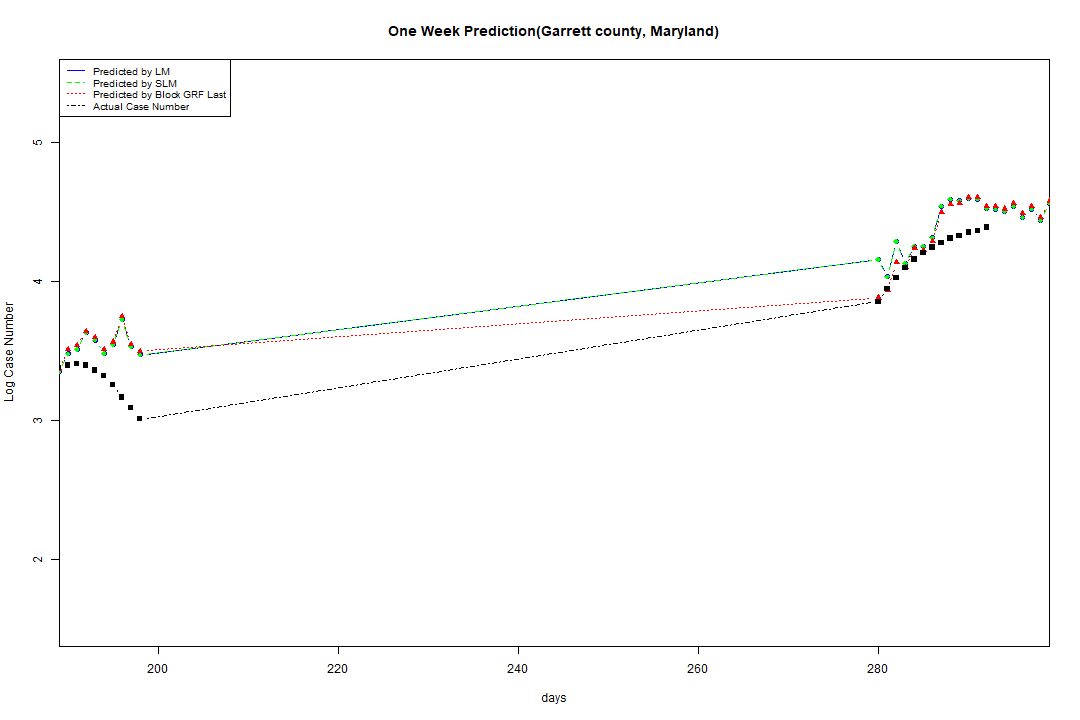 One Week Prediction(Garrett county, Maryland)
Predicted by LM
Predicted by SLM
Predicted by Block GRF Last
Actual Case Number
5
4
3
2
Log Case Number
200 220 240 260 280
days